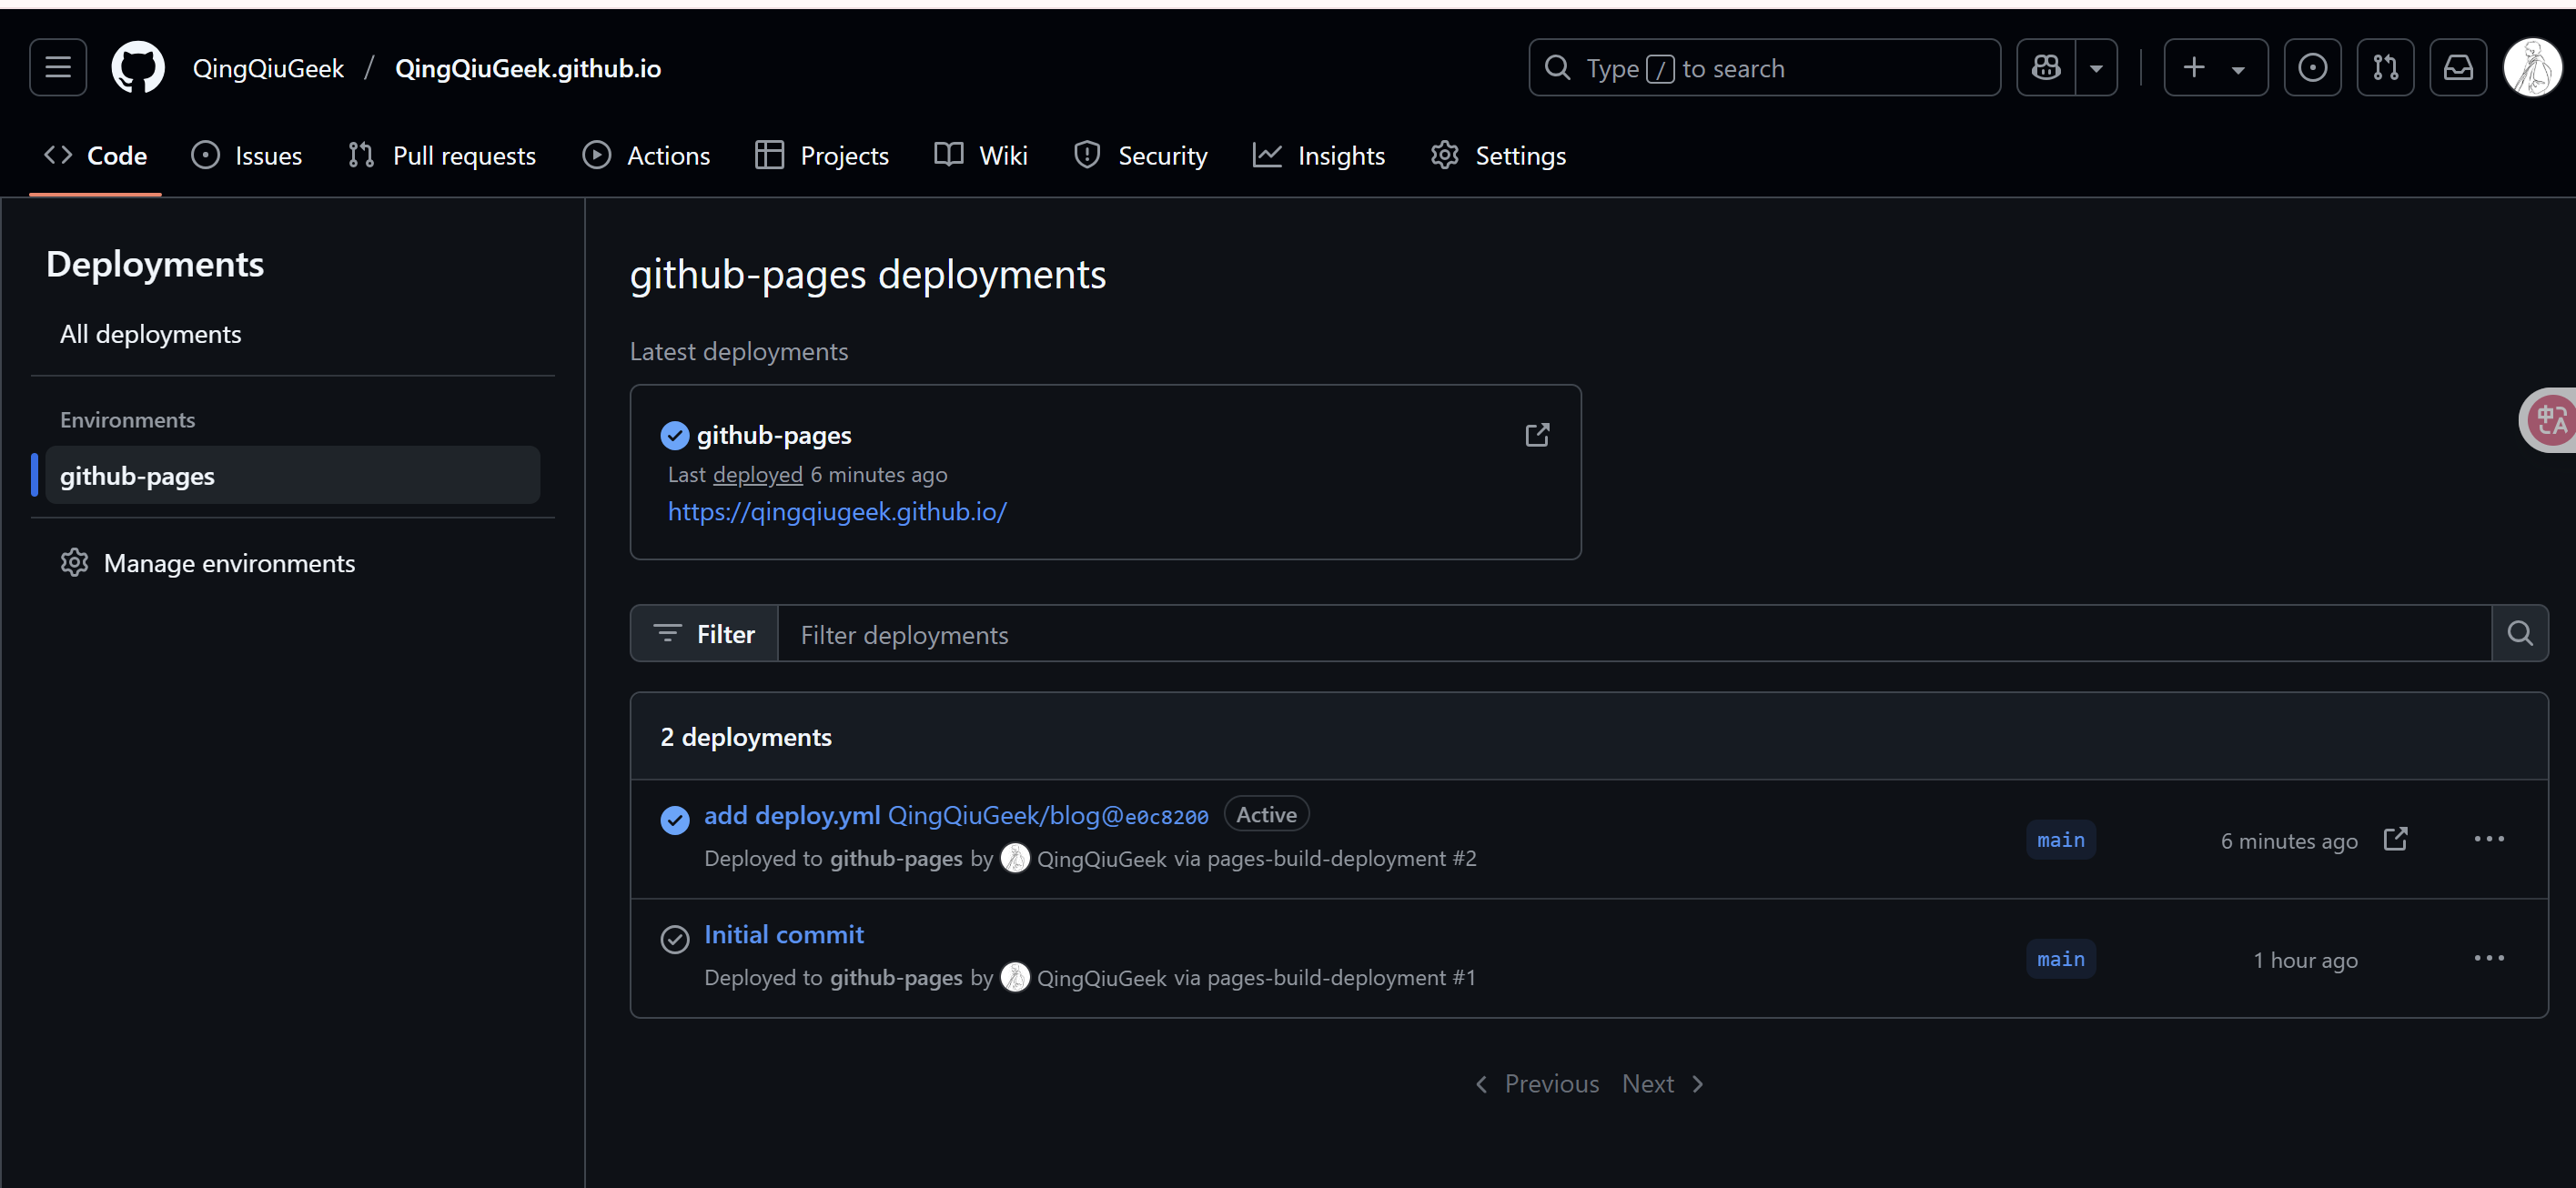 QingQiuGeek / QingQiuGeek.github.io
Type / to search
Code Issues Pull requests Actions Projects Wiki Security Insights Settings
Deployments
All deployments
Environments
github-pages
Manage environments
github-pages deployments
Latest deployments
github-pages
Last deployed 6 minutes ago
https://qingqiugeek.github.io/
Filter Filter deployments
2 deployments
add deploy.yml QingQiuGeek/blog@e0c8200 Active
Deployed to github-pages by QingQiuGeek via pages-build-deployment #2
main 6 minutes ago
Initial commit
Deployed to github-pages by QingQiuGeek via pages-build-deployment #1
main 1 hour ago
Previous Next
中A